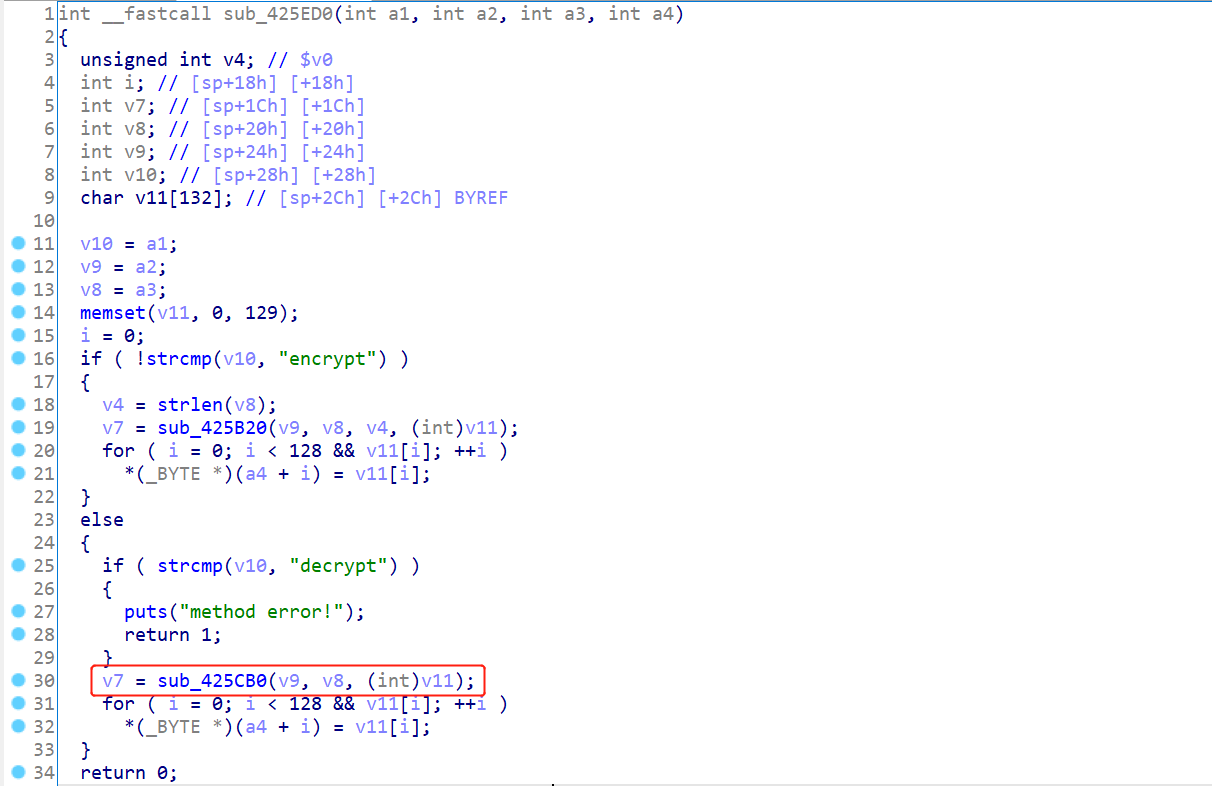 1 int __fastcall sub_425ED0(int a1, int a2, int a3, int a4)
2 {
3   unsigned int v4; // $v0
4   int i; // [sp+18h] [+18h]
5   int v7; // [sp+1Ch] [+1Ch]
6   int v8; // [sp+20h] [+20h]
7   int v9; // [sp+24h] [+24h]
8   int v10; // [sp+28h] [+28h]
9   char v11[132]; // [sp+2Ch] [+2Ch] BYREF
10
11   v10 = a1;
12   v9 = a2;
13   v8 = a3;
14   memset(v11, 0, 129);
15   i = 0;
16   if ( !strcmp(v10, "encrypt") )
17   {
18     v4 = strlen(v8);
19     v7 = sub_425B20(v9, v8, v4, (int)v11);
20     for ( i = 0; i < 128 && v11[i]; ++i )
21       *(_BYTE *)(a4 + i) = v11[i];
22   }
23   else
24   {
25     if ( strcmp(v10, "decrypt") )
26     {
27       puts("method error!");
28       return 1;
29     }
30     v7 = sub_425CB0(v9, v8, (int)v11);
31     for ( i = 0; i < 128 && v11[i]; ++i )
32       *(_BYTE *)(a4 + i) = v11[i];
33   }
34   return 0;